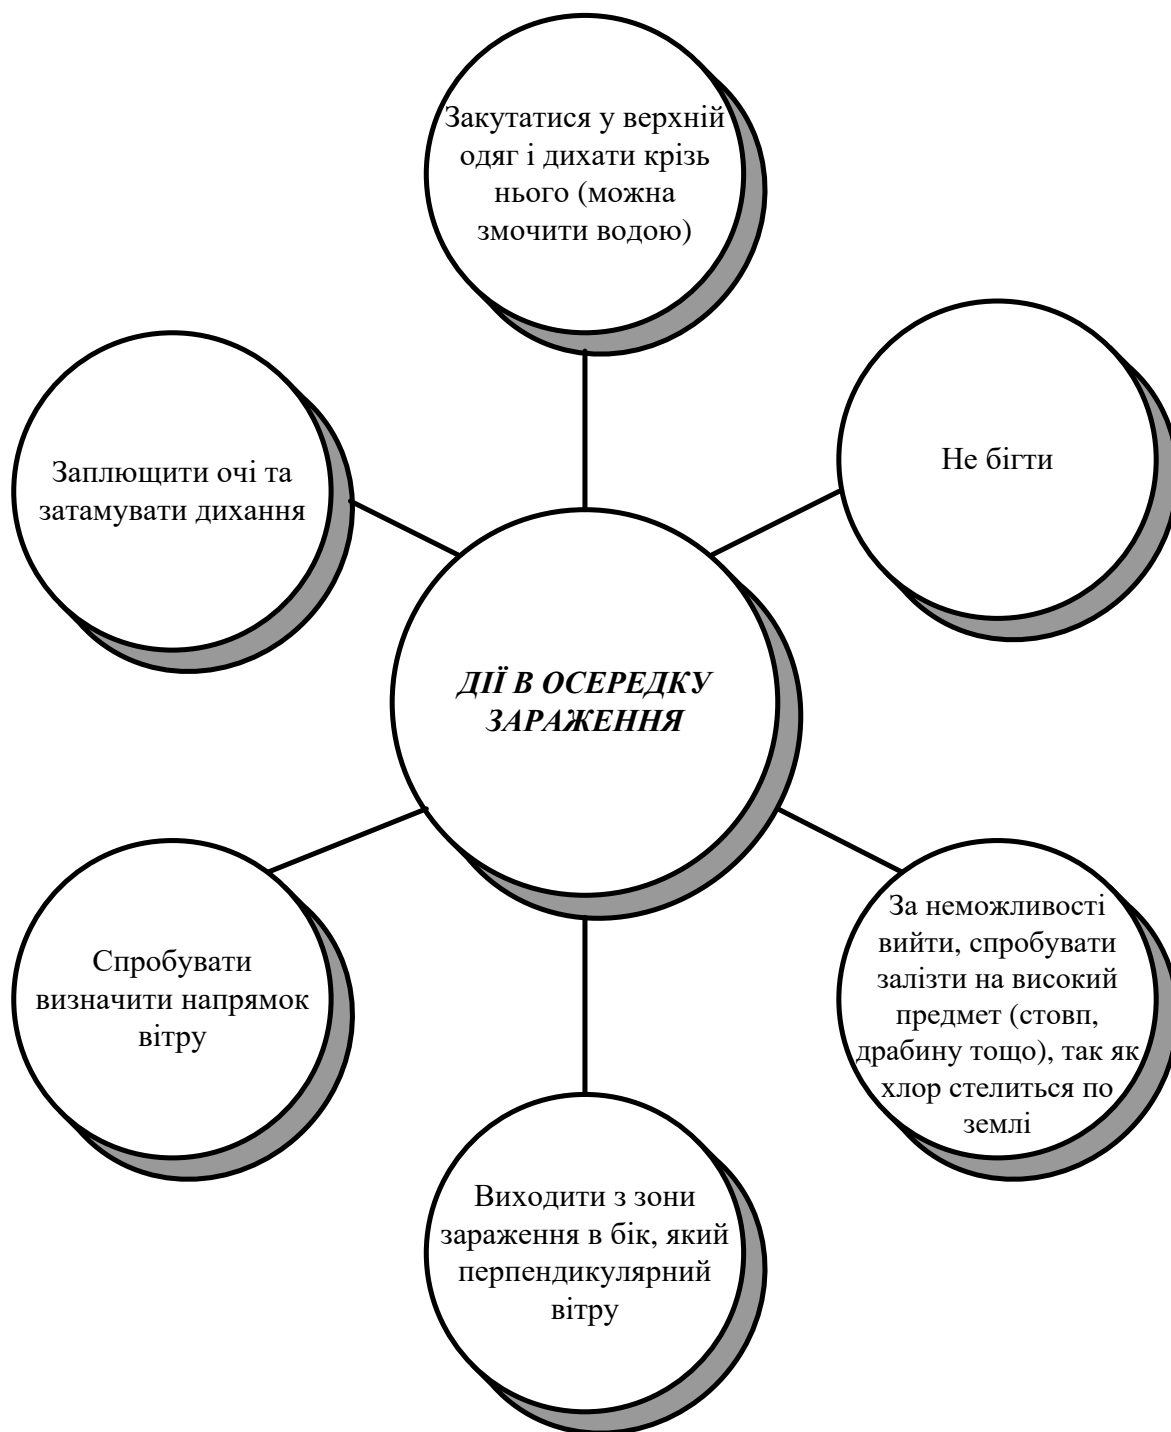 Закутатися у верхній
одяг і дихати крізь
нього (можна
змочити водою)
Не бігти
Заплющити очі та
затамувати дихання
ДІЇ В ОСЕРЕДКУ
ЗАРАЖЕННЯ
За неможливості
вийти, спробувати
залізти на високий
предмет (стовп,
драбину тощо), так як
хлор стелиться по
землі
Спробувати
визначити напрямок
вітру
Виходити з зони
зараження в бік, який
перпендикулярний
вітру